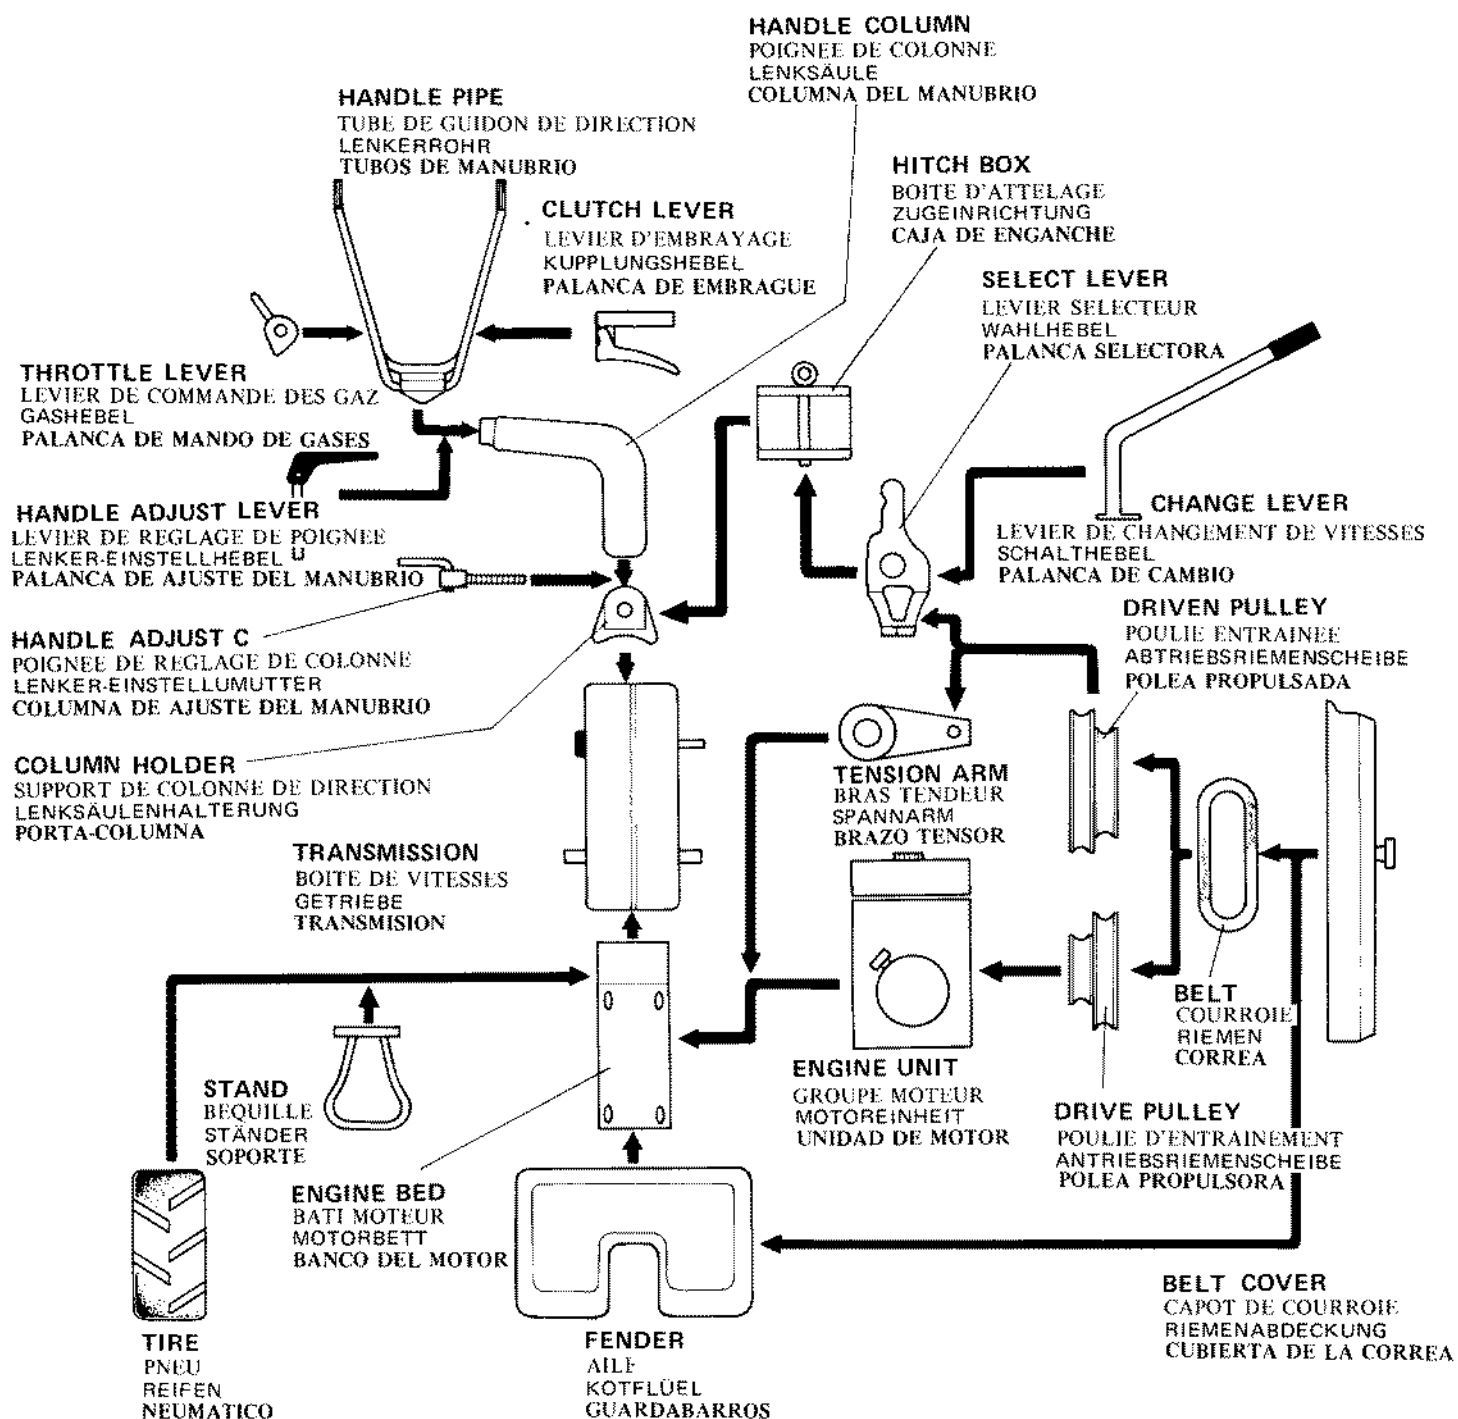 HANDLE COLUMN
POIGNEE DE COLONNE
LENKSÄULE
COLUMNA DEL MANUBRIO
HANDLE PIPE
TUBE DE GUIDON DE DIRECTION
LENKERROHR
TUBOS DE MANUBRIO
HITCH BOX
BOITE D'ATTELAGE
ZUGEINRICHTUNG
CAJA DE ENGANCHE
CLUTCH LEVER
LEVIER D'EMBRAYAGE
KUPPLUNGSHEBEL
PALANCA DE EMBRAGUE
SELECT LEVER
LEVIER SELECTEUR
WAHLHEBEL
PALANCA SELECTORA
THROTTLE LEVER
LEVIER DE COMMANDE DES GAZ
GASHEBEL
PALANCA DE MANDO DE GASES
HANDLE ADJUST LEVER
LEVIER DE REGLAGE DE POIGNEE
LENKER-EINSTELLHEBEL
PALANCA DE AJUSTE DEL MANUBRIO
CHANGE LEVER
LEVIER DE CHANGEMENT DE VITESSES
SCHALTHEBEL
PALANCA DE CAMBIO
HANDLE ADJUST C
POIGNEE DE REGLAGE DE COLONNE
LENKER-EINSTELLUMUTTER
COLUMNA DE AJUSTE DEL MANUBRIO
DRIVEN PULLEY
POULIE ENTRAINEE
ABTRIEBSRIEMENSCHEIBE
POLEA PROPULSADA
COLUMN HOLDER
SUPPORT DE COLONNE DE DIRECTION
LENKSÄULENHALTERUNG
PORTA-COLUMNA
TENSION ARM
BRAS TENDEUR
SPANNARM
BRAZO TENSOR
TRANSMISSION
BOITE DE VITESSES
GETRIEBE
TRANSMISION
BELT
COURROIE
RIEMEN
CORREA
STAND
BEQUILLE
STÄNDER
SOPORTE
ENGINE UNIT
GROUPE MOTEUR
MOTOREINHEIT
UNIDAD DE MOTOR
DRIVE PULLEY
POULIE D'ENTRAINEMENT
ANTRIEBSRIEMENSCHEIBE
POLEA PROPULSORA
ENGINE BED
BATI MOTEUR
MOTORBETT
BANCO DEL MOTOR
BELT COVER
CAPOT DE COURROIE
RIEMENABDECKUNG
CUBIERTA DE LA CORREA
TIRE
PNEU
REIFEN
NEUMATICO
FENDER
AILE
KOTFLÜEL
GUARDABARROS